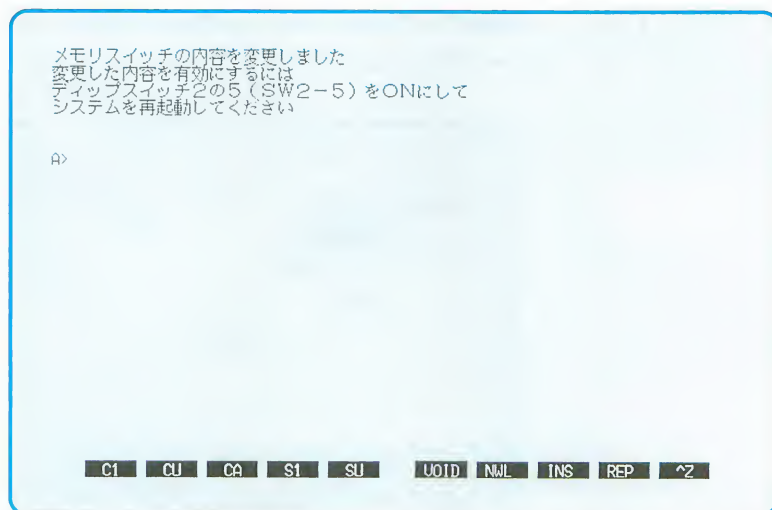 メモリスイッチの内容を変更しました
変更した内容を有効にするには
ディップスイッチ2の5(SW2-5)をONにして
システムを再起動してください
A>
C1 CU CA S1 SU VOID NWL INS REP ^Z